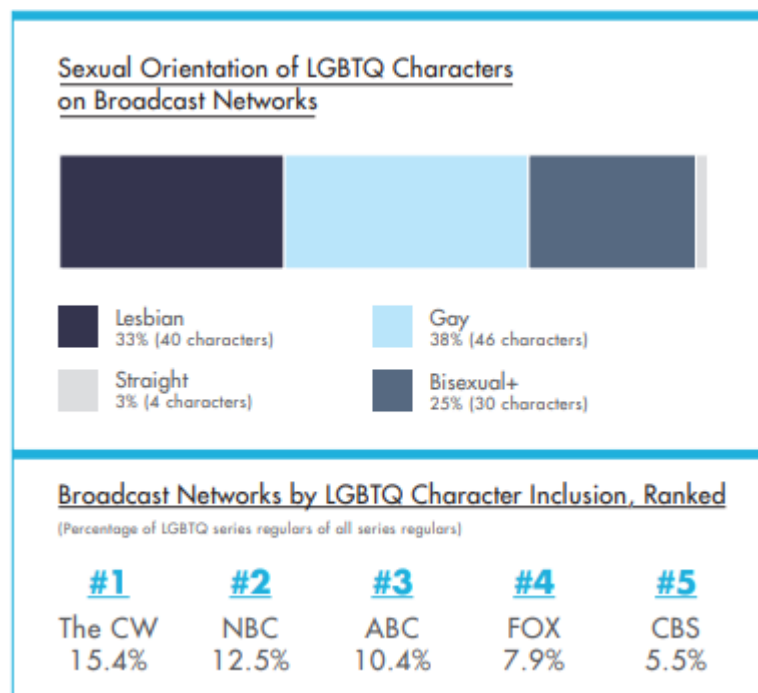 Sexual Orientation of LGBTQ Characters
on Broadcast Networks
Lesbian
33% (40 characters)
Gay
38% (46 characters)
Straight
3% (4 characters)
Bisexual+
25% (30 characters)
Broadcast Networks by LGBTQ Character Inclusion, Ranked
(Percentage of LGBTQ series regulars of all series regulars)
#1 #2 #3 #4 #5
The CW NBC ABC FOX CBS
15.4% 12.5% 10.4% 7.9% 5.5%